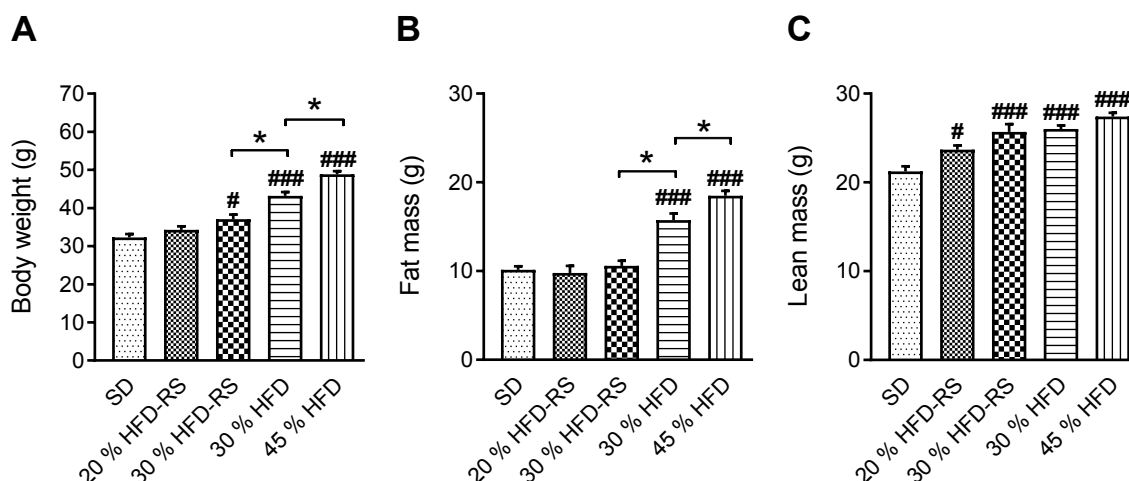 A
Body weight (g)
70
60
50
40
30
20
10
0
#
###
###
*
*
SD
20 % HFD-RS
30 % HFD-RS
30 % HFD
45 % HFD
B
Fat mass (g)
30
20
10
0
###
###
*
*
SD
20 % HFD-RS
30 % HFD-RS
30 % HFD
45 % HFD
C
Lean mass (g)
30
20
10
0
#
###
###
###
SD
20 % HFD-RS
30 % HFD-RS
30 % HFD
45 % HFD